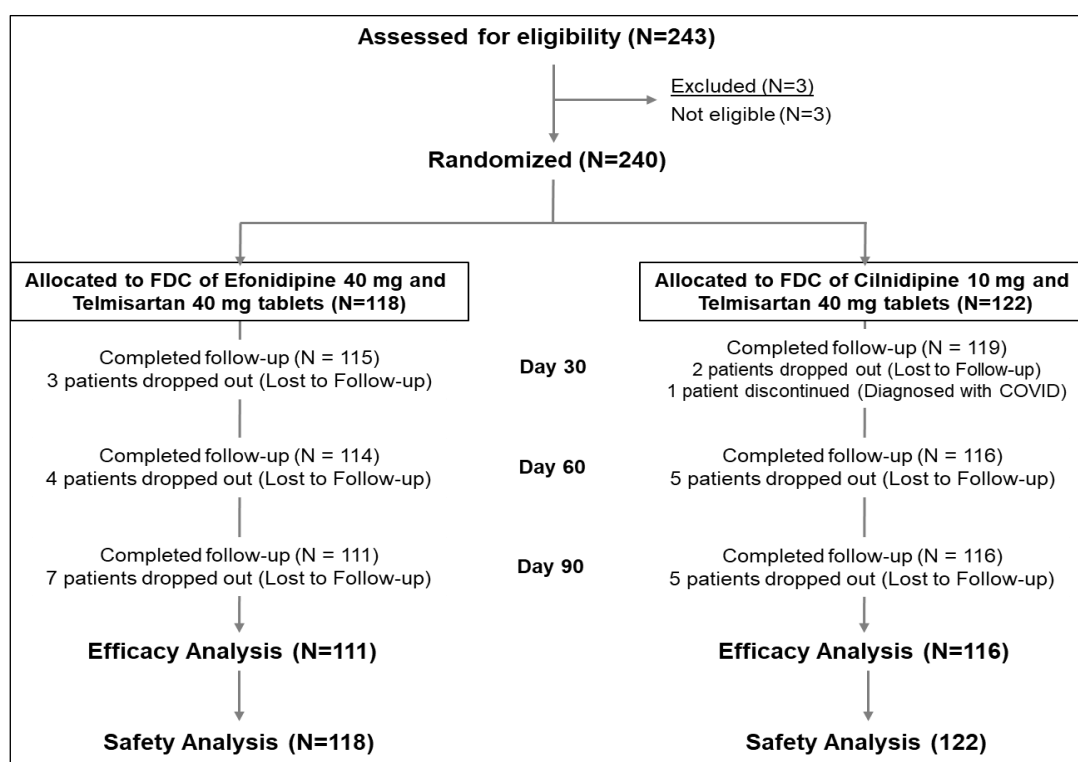 Assessed for eligibility (N=243)
Excluded (N=3)
Not eligible (N=3)
Randomized (N=240)
Allocated to FDC of Efonidipine 40 mg and
Telmisartan 40 mg tablets (N=118)
Allocated to FDC of Cilnidipine 10 mg and
Telmisartan 40 mg tablets (N=122)
Completed follow-up (N = 115)
3 patients dropped out (Lost to Follow-up)
Day 30
Completed follow-up (N = 119)
2 patients dropped out (Lost to Follow-up)
1 patient discontinued (Diagnosed with COVID)
Completed follow-up (N = 114)
4 patients dropped out (Lost to Follow-up)
Day 60
Completed follow-up (N = 116)
5 patients dropped out (Lost to Follow-up)
Completed follow-up (N = 111)
7 patients dropped out (Lost to Follow-up)
Day 90
Completed follow-up (N = 116)
5 patients dropped out (Lost to Follow-up)
Efficacy Analysis (N=111)
Efficacy Analysis (N=116)
Safety Analysis (N=118)
Safety Analysis (122)